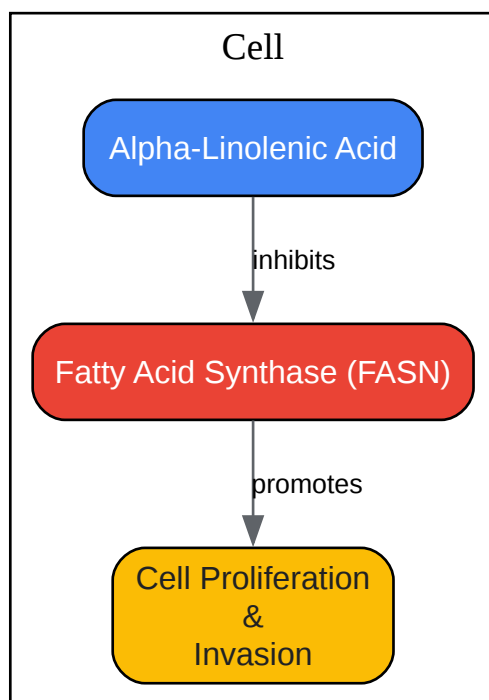 Cell
Alpha-Linolenic Acid
inhibits
Fatty Acid Synthase (FASN)
promotes
Cell Proliferation
&
Invasion